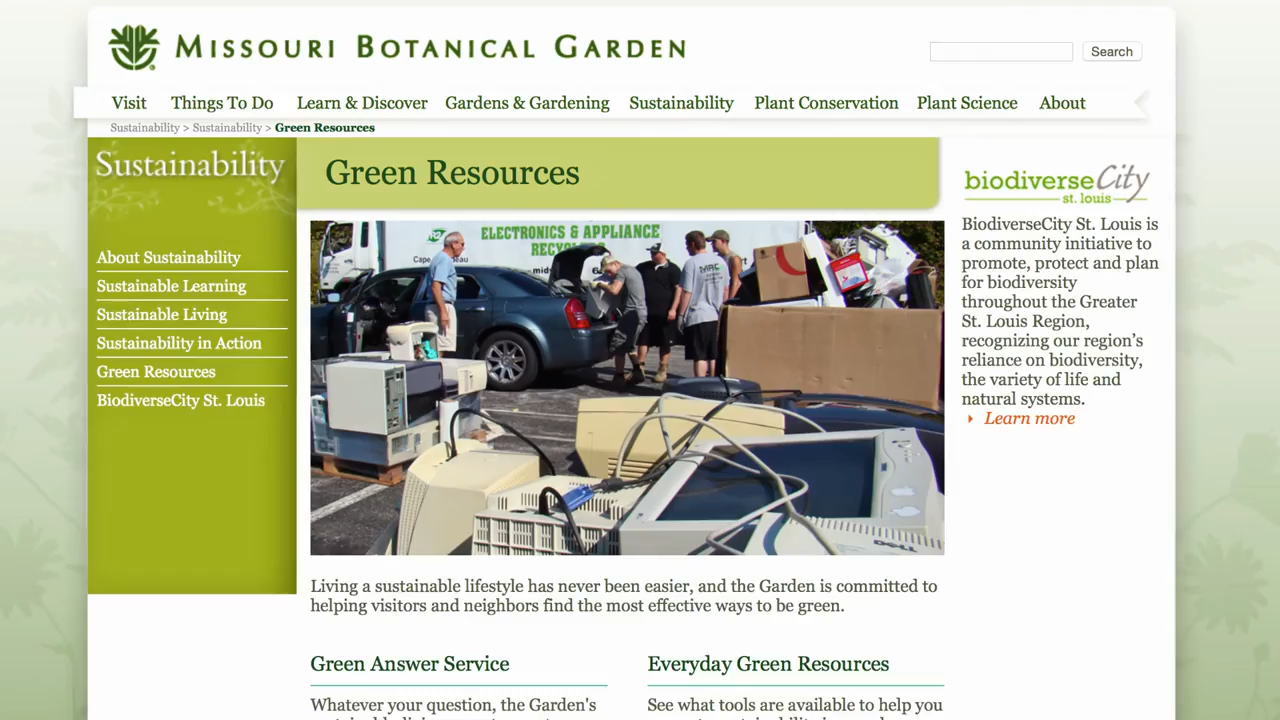 MISSOURI BOTANICAL GARDEN
Search
Visit Things To Do Learn & Discover Gardens & Gardening Sustainability Plant Conservation Plant Science About
Sustainability > Sustainability > Green Resources
Sustainability
About Sustainability
Sustainable Learning
Sustainable Living
Sustainability in Action
Green Resources
BiodiverseCity St. Louis
Green Resources
ELECTRONICS & APPLIANCE
MRC
DELL
Living a sustainable lifestyle has never been easier, and the Garden is committed to
helping visitors and neighbors find the most effective ways to be green.
Green Answer Service
Whatever your question, the Garden's
Everyday Green Resources
See what tools are available to help you
biodiverseCity
st. louis
BiodiverseCity St. Louis is
a community initiative to
promote, protect and plan
for biodiversity
throughout the Greater
St. Louis Region,
recognizing our region's
reliance on biodiversity,
the variety of life and
natural systems.
Learn more